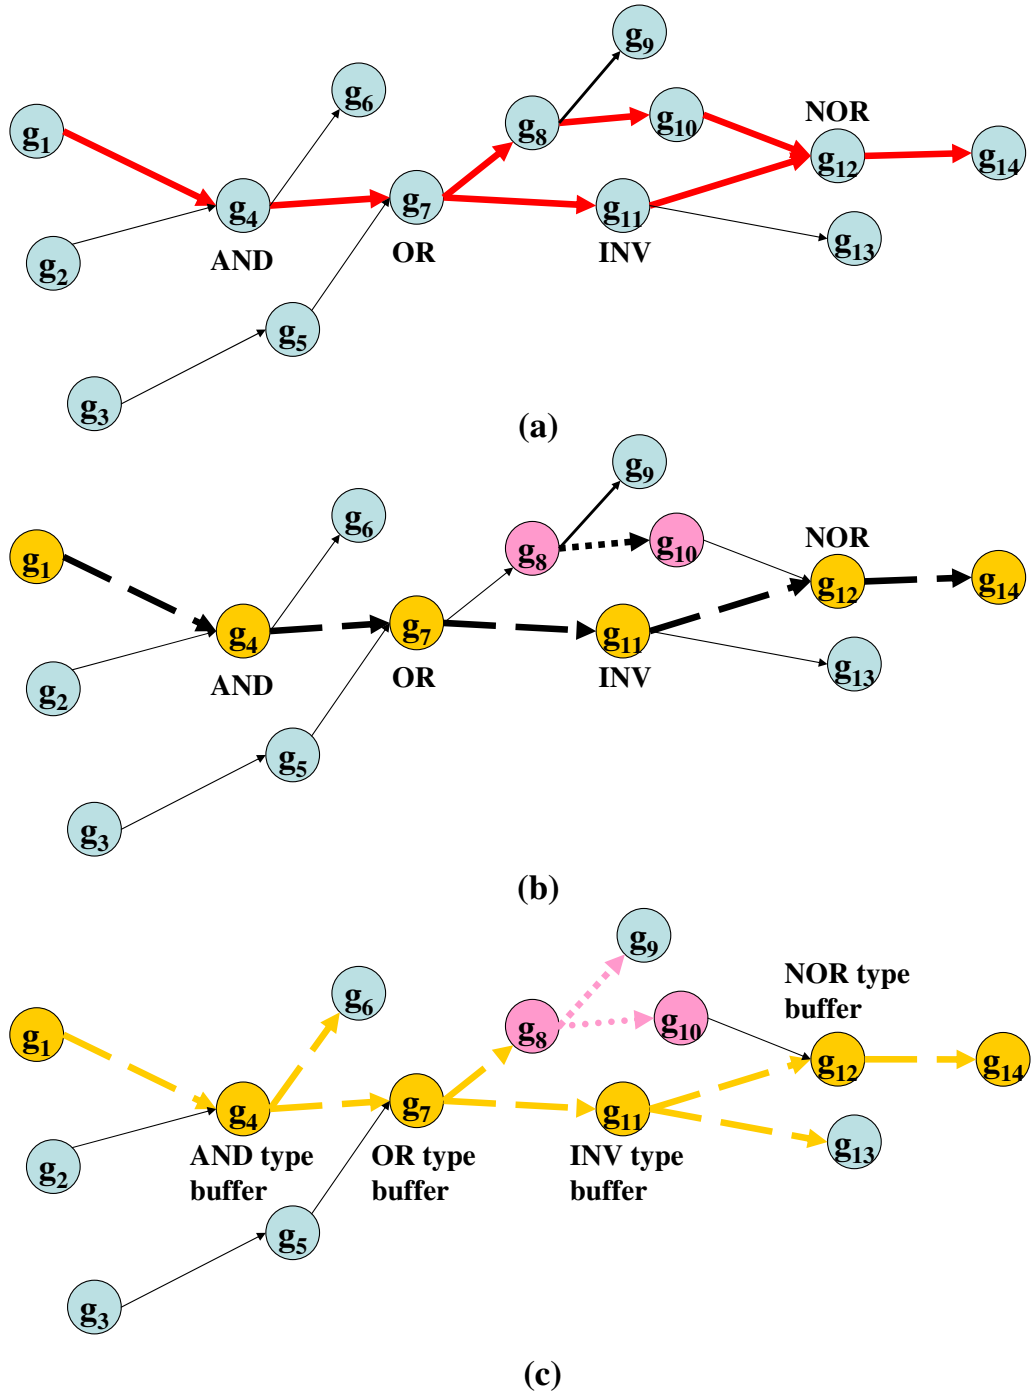 g9
g6
NOR
g1
g8
g10
g12
g14
g4
g7
g11
AND
OR
INV
g2
g13
g5
g3
(a)
g9
g6
NOR
g1
g8
g10
g12
g14
g4
g7
g11
AND
OR
INV
g2
g13
g5
g3
(b)
g9
g6
NOR type
buffer
g1
g8
g10
g12
g14
g4
g7
g11
AND type
buffer
OR type
buffer
INV type
buffer
g2
g13
g5
g3
(c)